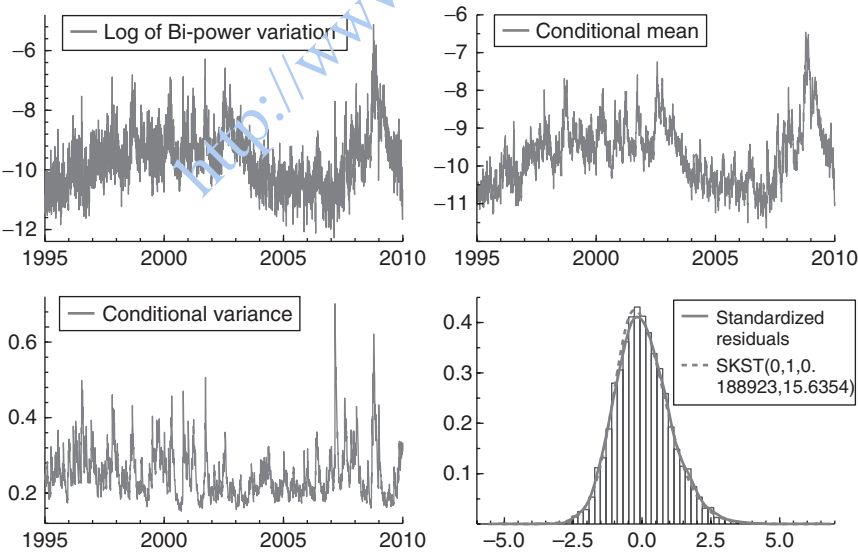 Log of Bi-power variation
−6
−8
−10
−12
1995 2000 2005 2010
Conditional mean
−6
−7
−8
−9
−10
−11
1995 2000 2005 2010
Conditional variance
0.6
0.4
0.2
1995 2000 2005 2010
Standardized
residuals
SKST(0,1,0.
188923,15.6354)
0.4
0.3
0.2
0.1
−5.0 −2.5 0.0 2.5 5.0
http://www